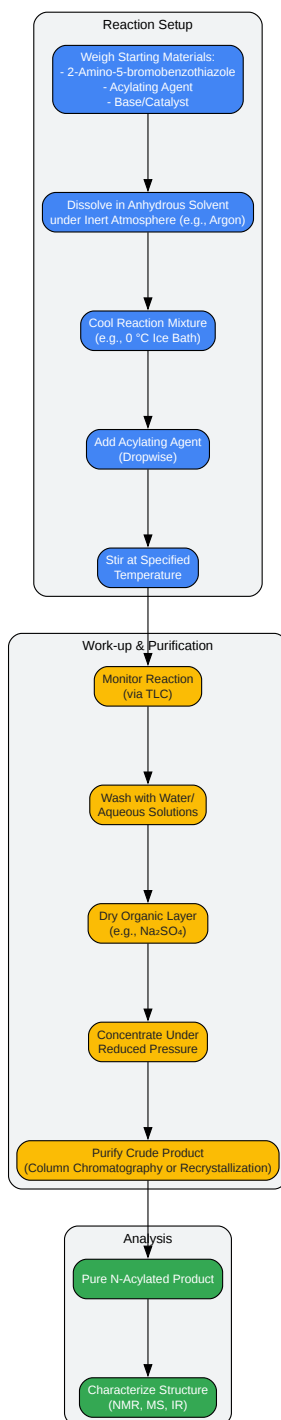 Reaction Setup
Weigh Starting Materials:
- 2-Amino-5-bromobenzothiazole
- Acylating Agent
- Base/Catalyst
Dissolve in Anhydrous Solvent
under Inert Atmosphere (e.g., Argon)
Cool Reaction Mixture
(e.g., 0 °C Ice Bath)
Add Acylating Agent
(Dropwise)
Stir at Specified
Temperature
Work-up & Purification
Monitor Reaction
(via TLC)
Wash with Water/
Aqueous Solutions
Dry Organic Layer
(e.g., Na₂SO₄)
Concentrate Under
Reduced Pressure
Purify Crude Product
(Column Chromatography or Recrystallization)
Analysis
Pure N-Acylated Product
Characterize Structure
(NMR, MS, IR)